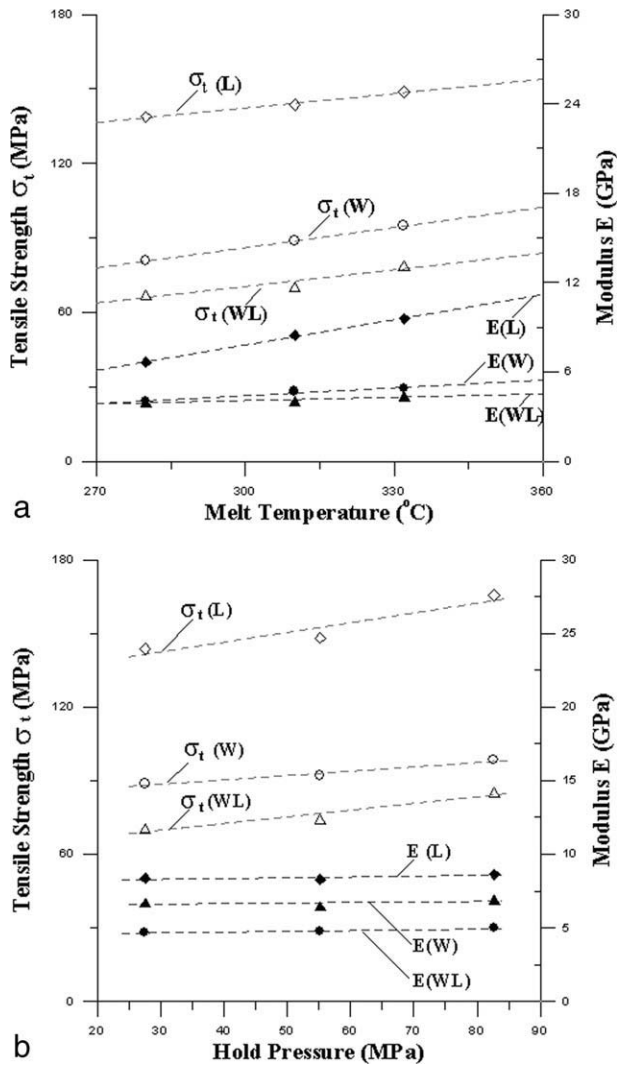 180
30
σt (L)
24
120
σt (W)
18
Tensile Strength σt (MPa)
Modulus E (GPa)
12
σt (WL)
60
E(L)
E(W)
6
E(WL)
0
0
270
300
330
360
a
Melt Temperature (°C)
180
30
σt (L)
25
120
20
Tensile Strength σt (MPa)
Modulus E (GPa)
σt (W)
15
σt (WL)
60
E (L)
10
E(W)
5
E(WL)
0
0
20
30
40
50
60
70
80
90
b
Hold Pressure (MPa)